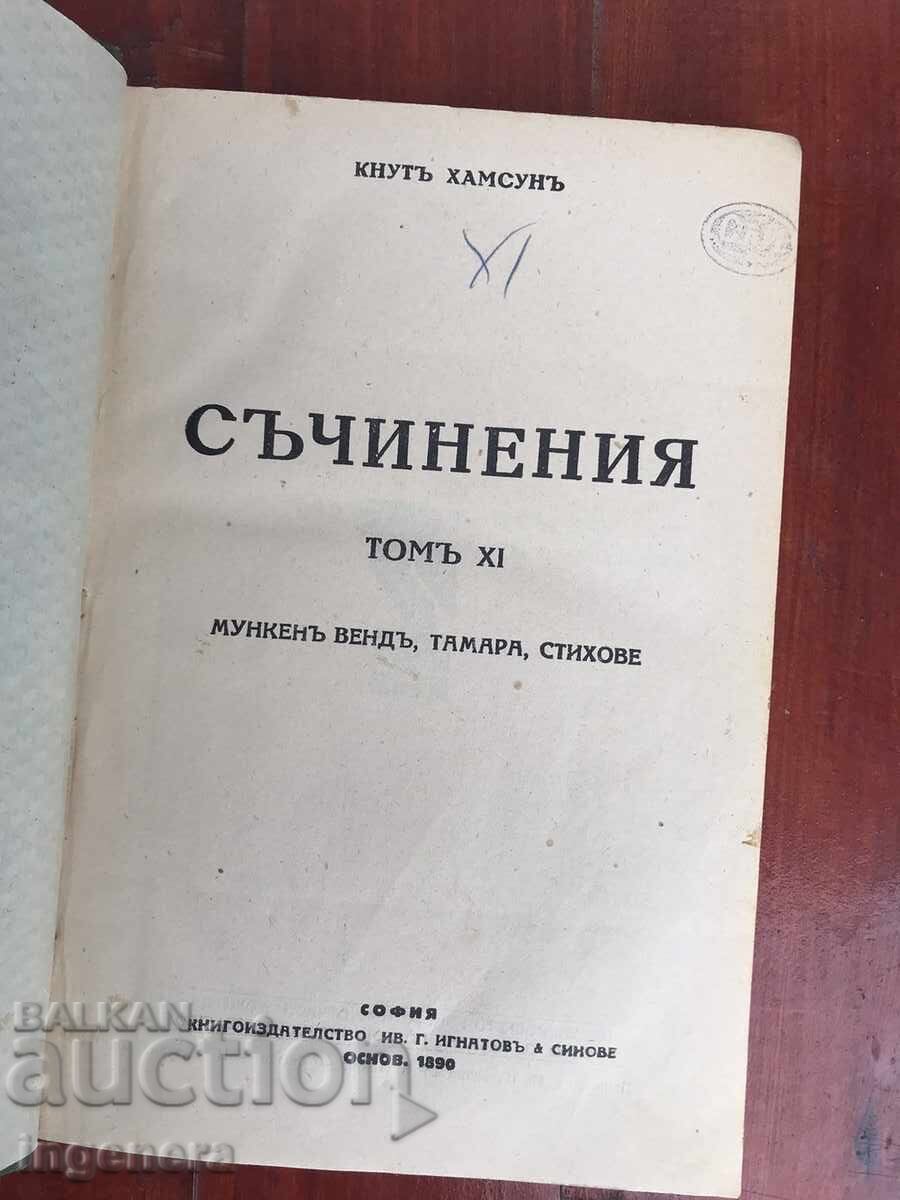 КНУТЪ ХАМСУНЪ
XI
СЪЧИНЕНИЯ
ТОМЪ XI
МУНКЕНЪ ВЕНДЪ, ТАМАРА, СТИХОВЕ
СОФИЯ
КНИГОИЗДАТЕЛСТВО ИВ. Г. ИГНАТОВЪ & СИНОВЕ
ОСНОВ. 1890
BALKAN
auction
ingenera